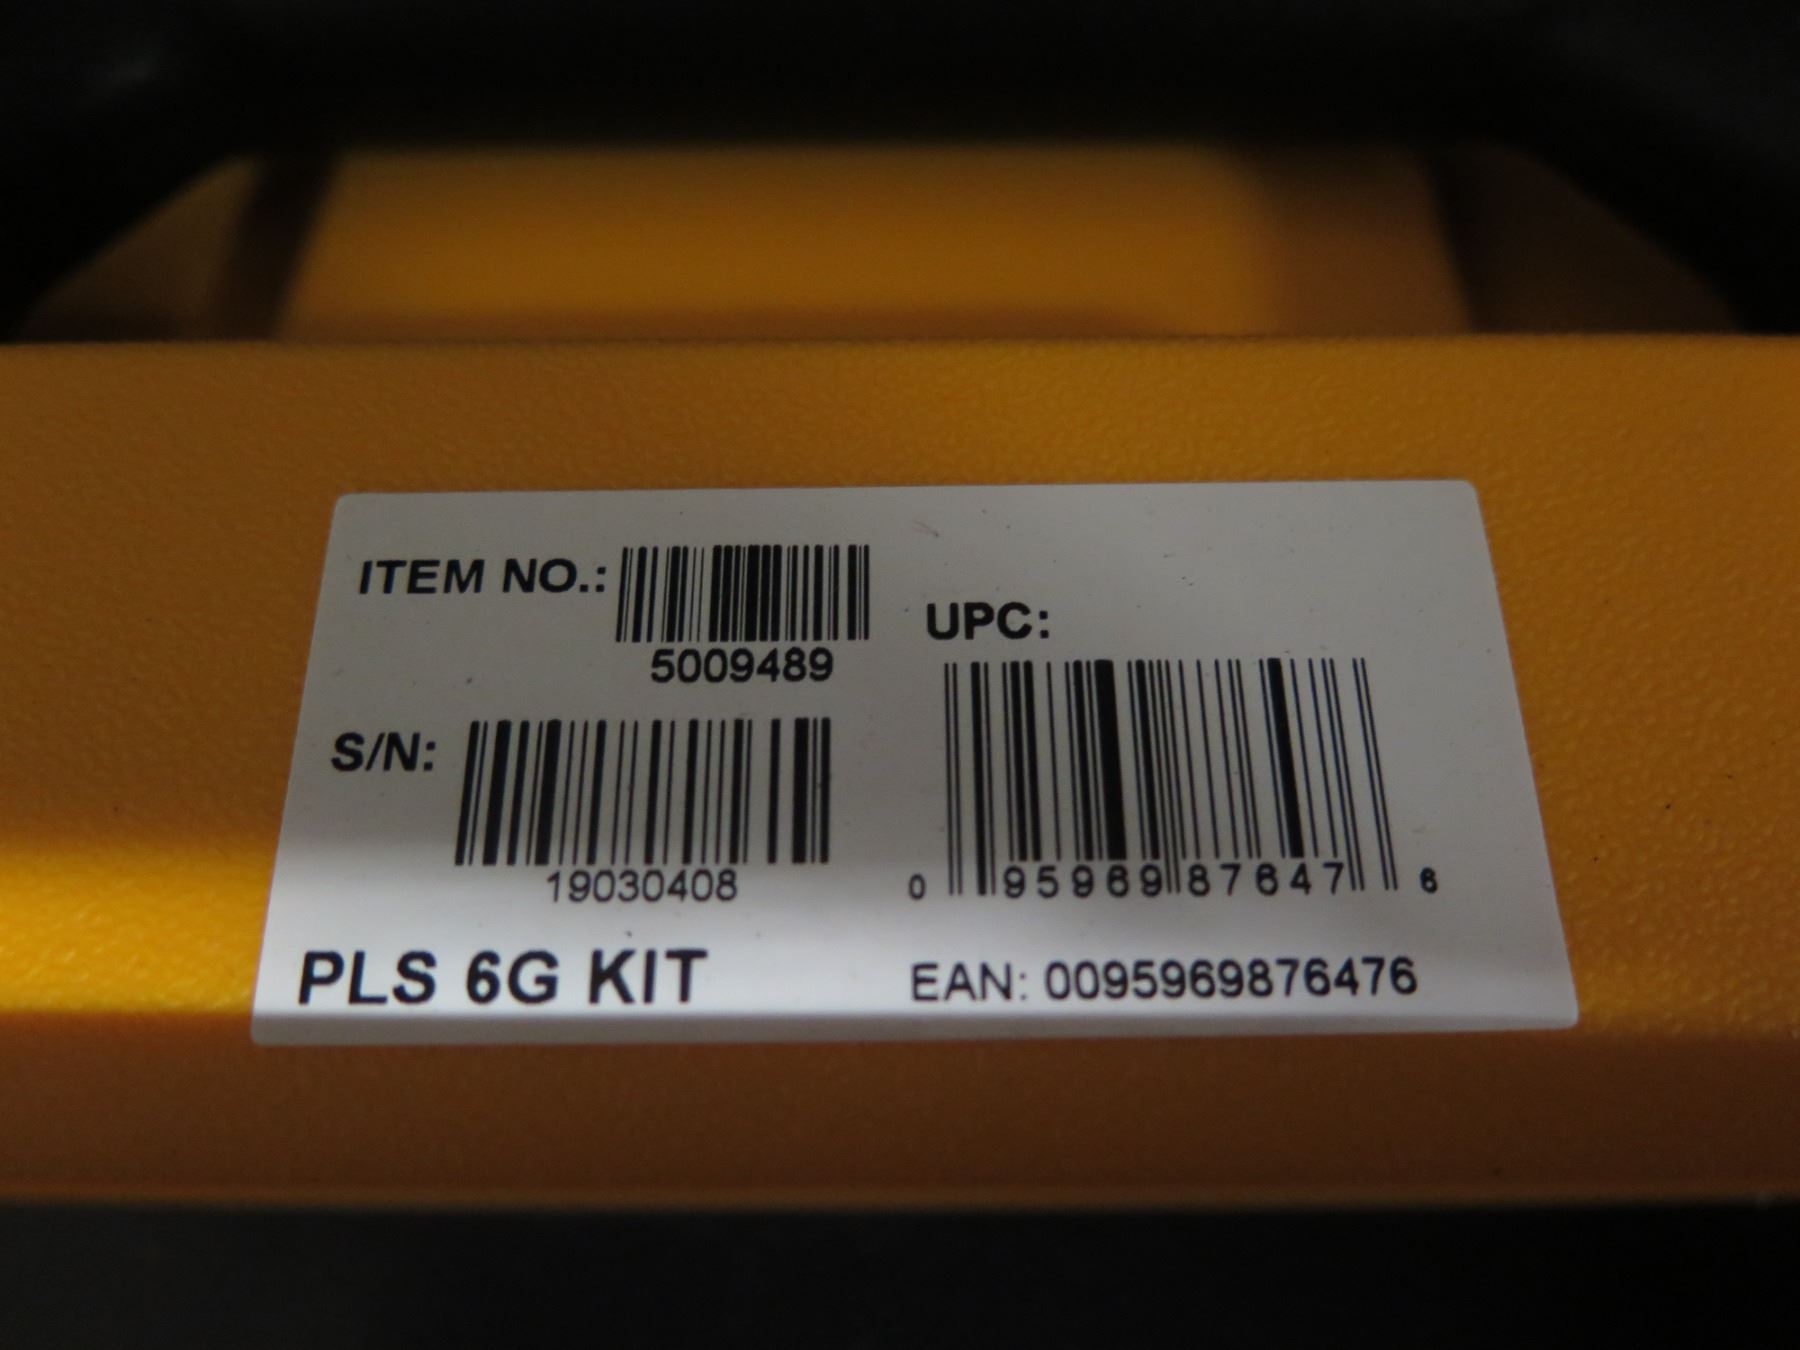 ITEM NO.:
5009489
S/N:
19030408
PLS 6G KIT
UPC:
0 95969 87647 6
EAN: 0095969876476